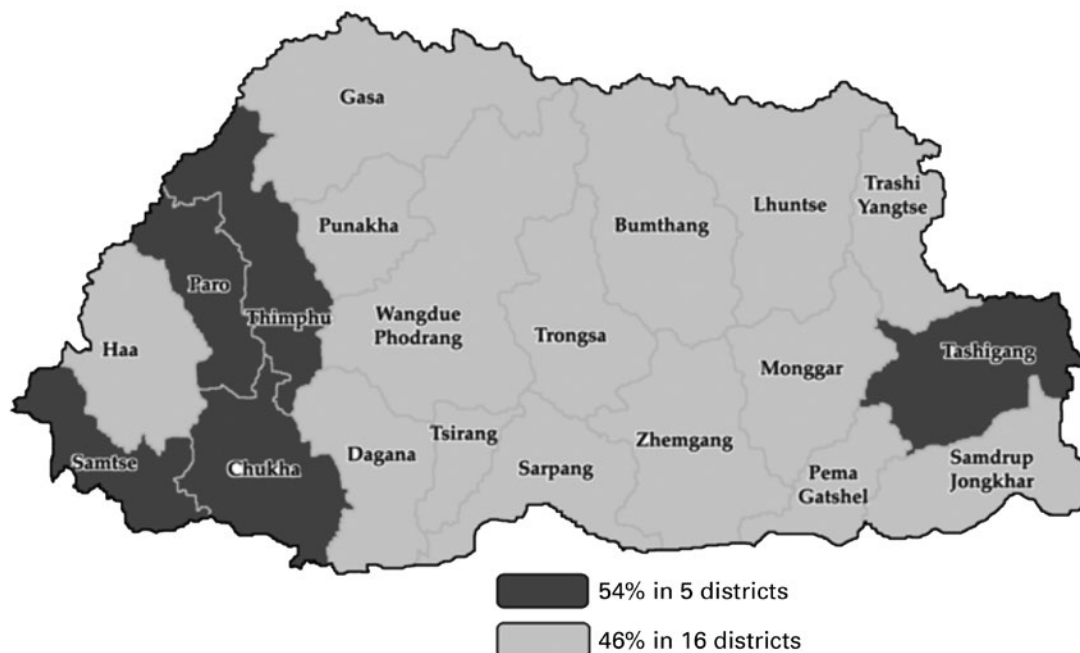 Gasa
Trashi
Yangtse
Lhuntse
Punakha
Bumthang
Paro
Thimphu
Wangdue
Phodrang
Trongsa
Haa
Tashigang
Monggar
Tsirang
Dagana
Zhemgang
Samtse
Chukha
Sarpang
Pema
Gatshel
Samdrup
Jongkhar
54% in 5 districts
46% in 16 districts